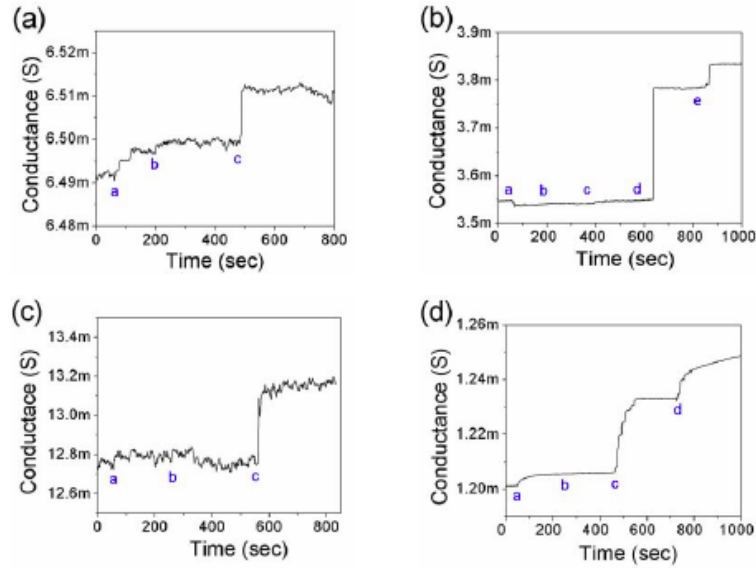 (a)
6.52m
6.51m
6.50m
6.49m
6.48m
Conductance (S)
0 200 400 600 800
Time (sec)
a b c
(b)
3.9m
3.8m
3.7m
3.6m
3.5m
Conductance (S)
0 200 400 600 800 1000
Time (sec)
a b c d e
(c)
13.4m
13.2m
13.0m
12.8m
12.6m
Conductace (S)
0 200 400 600 800
Time (sec)
a b c
(d)
1.26m
1.24m
1.22m
1.20m
Conductance (S)
0 200 400 600 800 1000
Time (sec)
a b c d